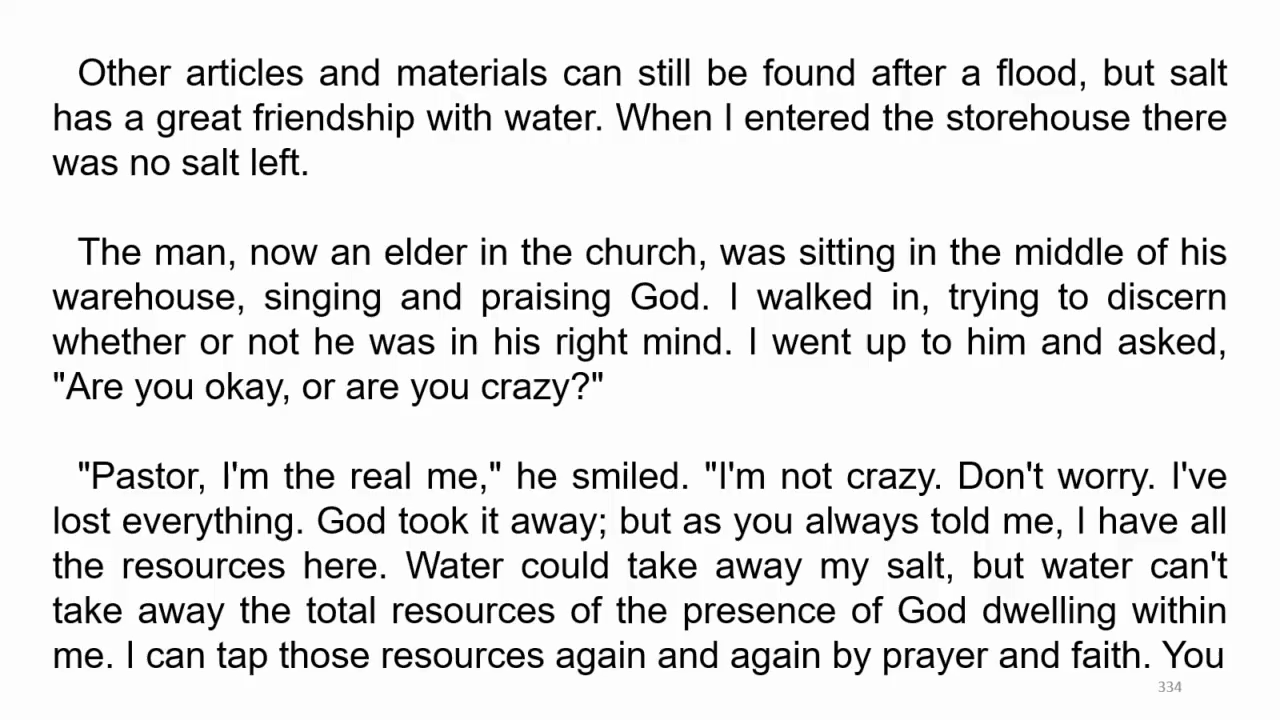 Other articles and materials can still be found after a flood, but salt
has a great friendship with water. When I entered the storehouse there
was no salt left.
The man, now an elder in the church, was sitting in the middle of his
warehouse, singing and praising God. I walked in, trying to discern
whether or not he was in his right mind. I went up to him and asked,
"Are you okay, or are you crazy?"
"Pastor, I'm the real me," he smiled. "I'm not crazy. Don't worry. I've
lost everything. God took it away; but as you always told me, I have all
the resources here. Water could take away my salt, but water can't
take away the total resources of the presence of God dwelling within
me. I can tap those resources again and again by prayer and faith. You
334